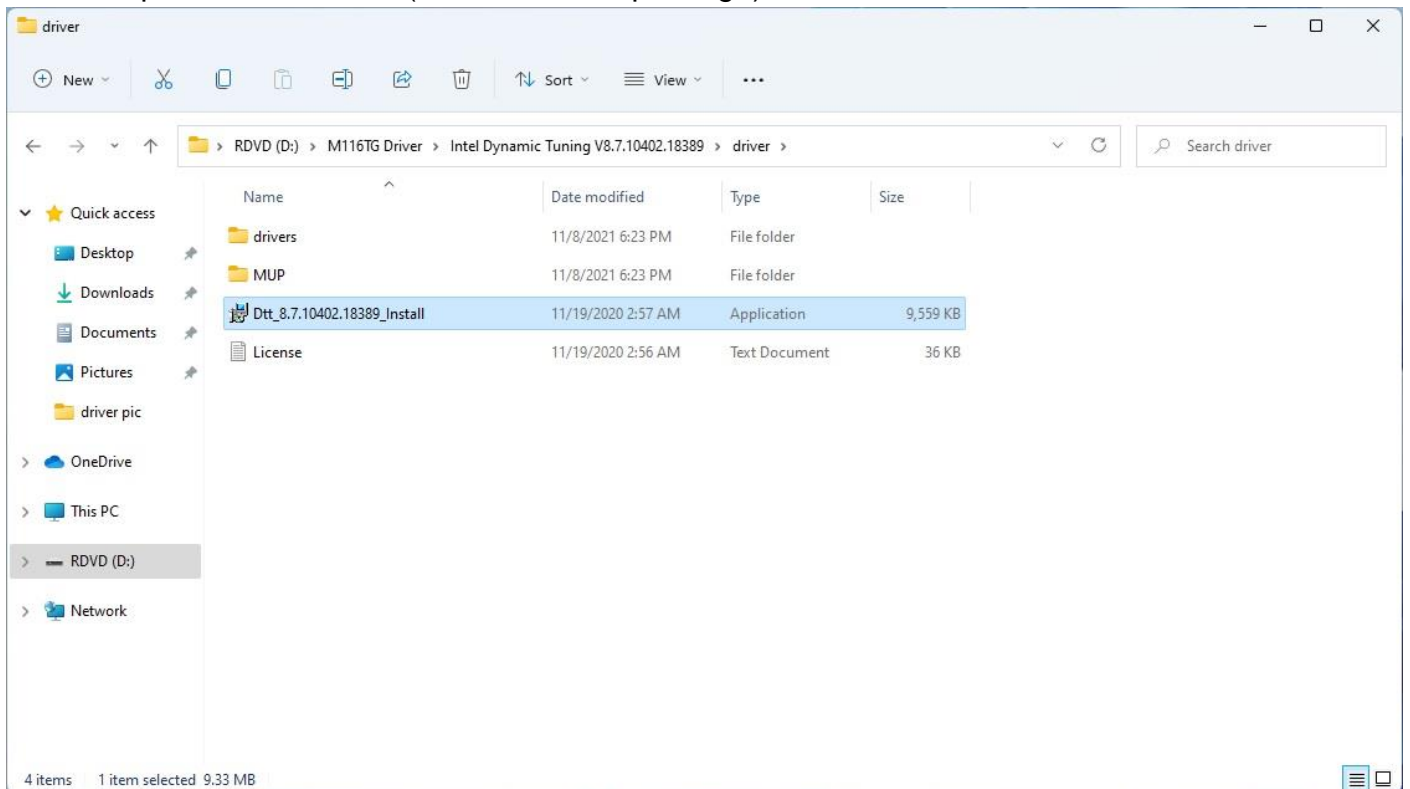 driver
New Sort View ...
RDVD (D:) > M116TG Driver > Intel Dynamic Tuning V8.7.10402.18389 > driver > Search driver
Name Date modified Type Size
Quick access
drivers 11/8/2021 6:23 PM File folder
Desktop
MUP 11/8/2021 6:23 PM File folder
Downloads
Dtt_8.7.10402.18389_Install 11/19/2020 2:57 AM Application 9,559 KB
Documents
License 11/19/2020 2:56 AM Text Document 36 KB
Pictures
driver pic
OneDrive
This PC
RDVD (D:)
Network
4 items 1 item selected 9.33 MB